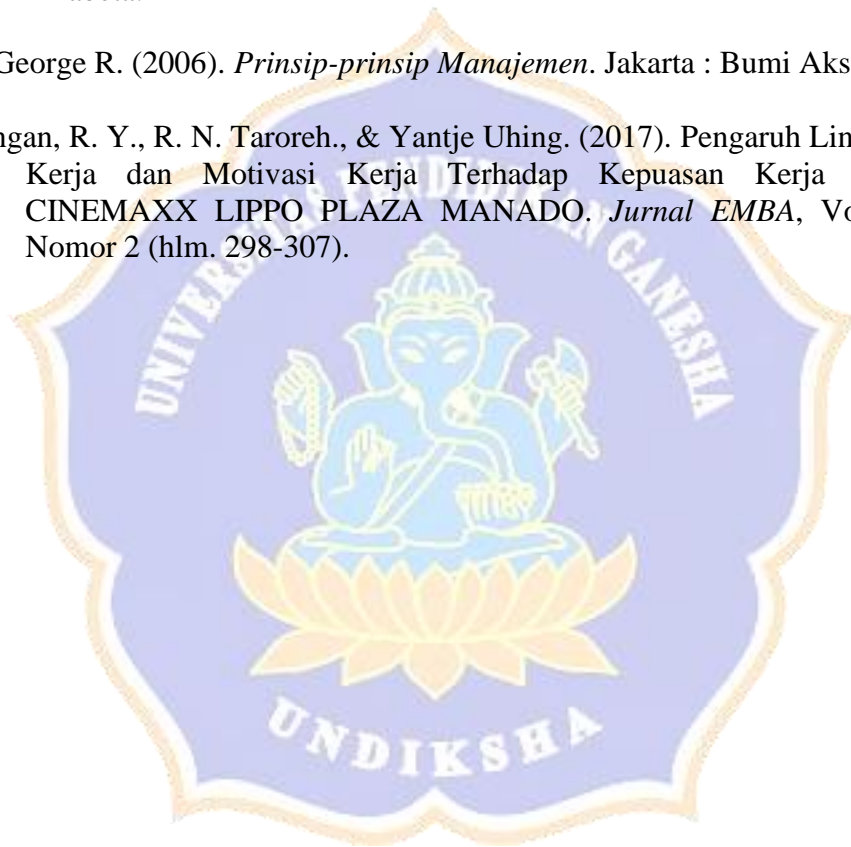 George R. (2006). Prinsip-prinsip Manajemen. Jakarta : Bumi Aks
ngan, R. Y., R. N. Taroreh., & Yantje Uhing. (2017). Pengaruh Lin
Kerja dan Motivasi Kerja Terhadap Kepuasan Kerja
CINEMAXX LIPPO PLAZA MANADO. Jurnal EMBA, Vo
Nomor 2 (hlm. 298-307).
UNIVERSITAS PENDIDIKAN GANESHA
UNDIKSHA